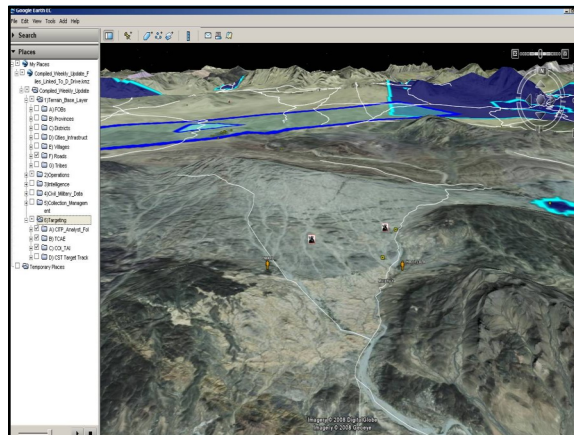 Google Earth EC
File Edit View Tools Add Help
Search
Places
My Places
Compiled_Weekly_Update_F
iles_Linked_To_D_Drive.kmz
Compiled_Weekly_Update
1)Terrain_Base_Layer
A) FOBs
B) Provinces
C) Districts
D) Cities_Infrastruct
E) Villages
F) Roads
G) Tribes
2)Operations
3)Intelligence
4)Civil_Military_Data
5)Collection_Managem
ent
6)Targeting
A) CITP_Analyst_Fol
B) TCAE
C) COI_TAI
D) CST Target Track
Temporary Places
N
Imagery © 2008 DigitalGlobe
Imagery © 2008 Geoeye